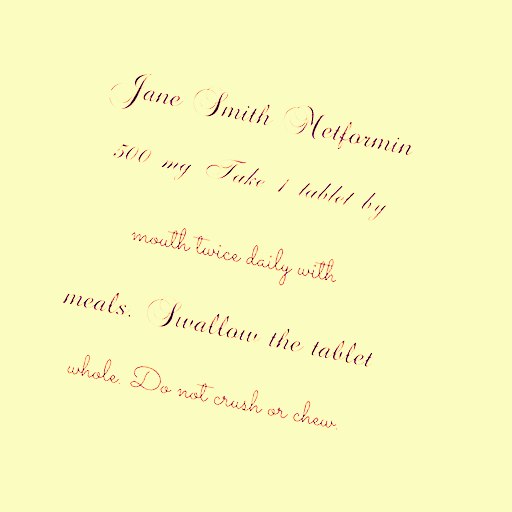 Jane Smith Metformin
500 mg Take 1 tablet by
mouth twice daily with
meals. Swallow the tablet
whole. Do not crush or chew.